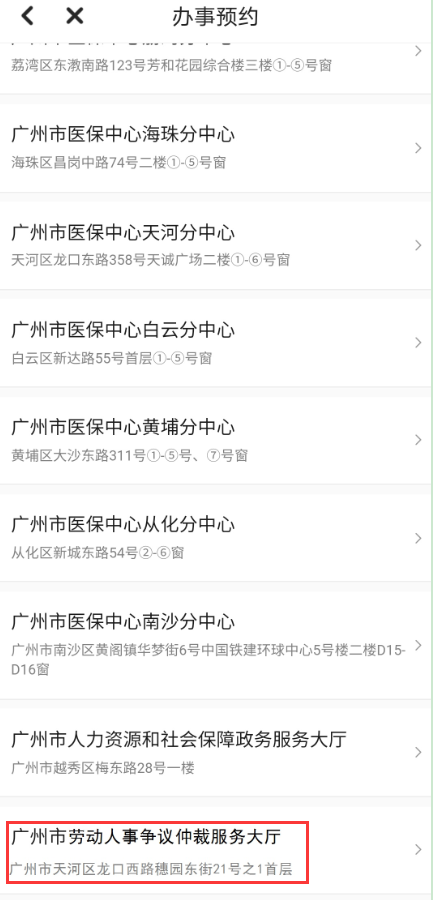 办事预约
荔湾区东漖南路123号芳和花园综合楼三楼①-⑤号窗
广州市医保中心海珠分中心
海珠区昌岗中路74号二楼①-⑤号窗
广州市医保中心天河分中心
天河区龙口东路358号天诚广场二楼①-⑥号窗
广州市医保中心白云分中心
白云区新达路55号首层①-⑤号窗
广州市医保中心黄埔分中心
黄埔区大沙东路311号①-⑤号、⑦号窗
广州市医保中心从化分中心
从化区新城东路54号②-⑥窗
广州市医保中心南沙分中心
广州市南沙区黄阁镇华梦街6号中国铁建环球中心5号楼二楼D15-
D16窗
广州市人力资源和社会保障政务服务大厅
广州市越秀区梅东路28号一楼
广州市劳动人事争议仲裁服务大厅
广州市天河区龙口西路穗园东街21号之1首层